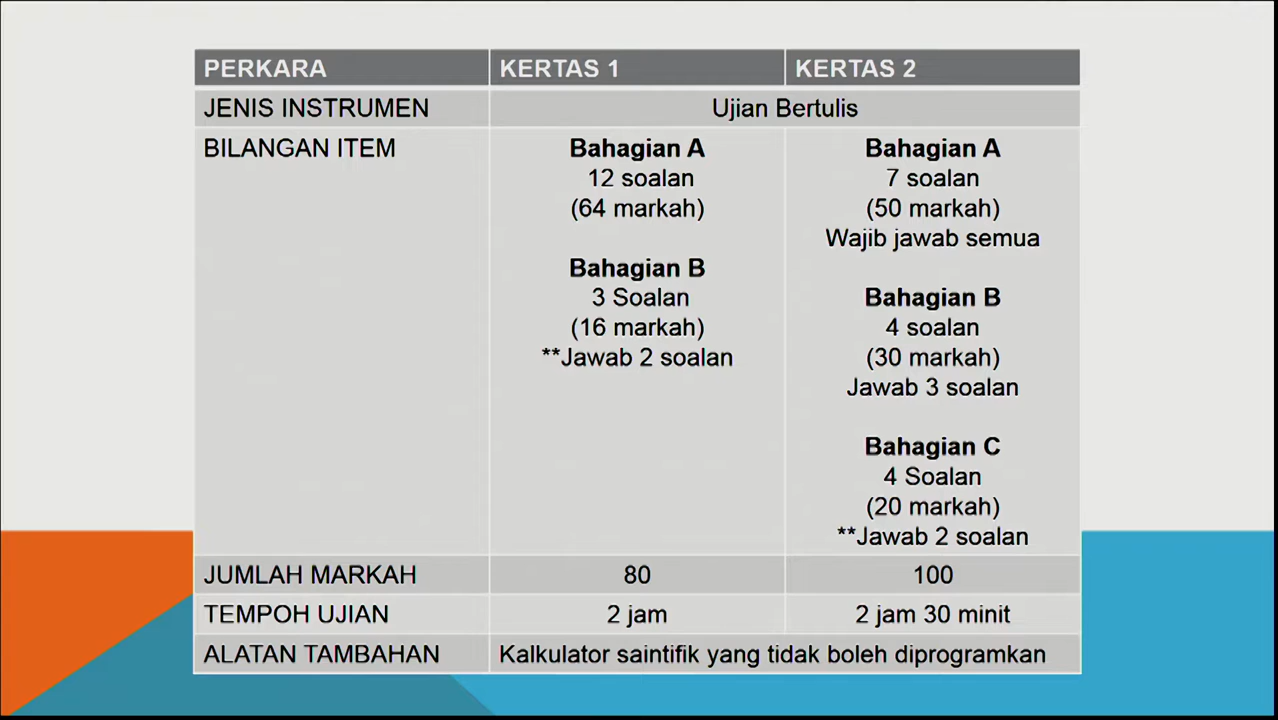 PERKARA KERTAS 1 KERTAS 2
JENIS INSTRUMEN Ujian Bertulis
BILANGAN ITEM
Bahagian A
12 soalan
(64 markah)
Bahagian B
3 Soalan
(16 markah)
**Jawab 2 soalan
Bahagian A
7 soalan
(50 markah)
Wajib jawab semua
Bahagian B
4 soalan
(30 markah)
Jawab 3 soalan
Bahagian C
4 Soalan
(20 markah)
**Jawab 2 soalan
JUMLAH MARKAH 80 100
TEMPOH UJIAN 2 jam 2 jam 30 minit
ALATAN TAMBAHAN Kalkulator saintifik yang tidak boleh diprogramkan